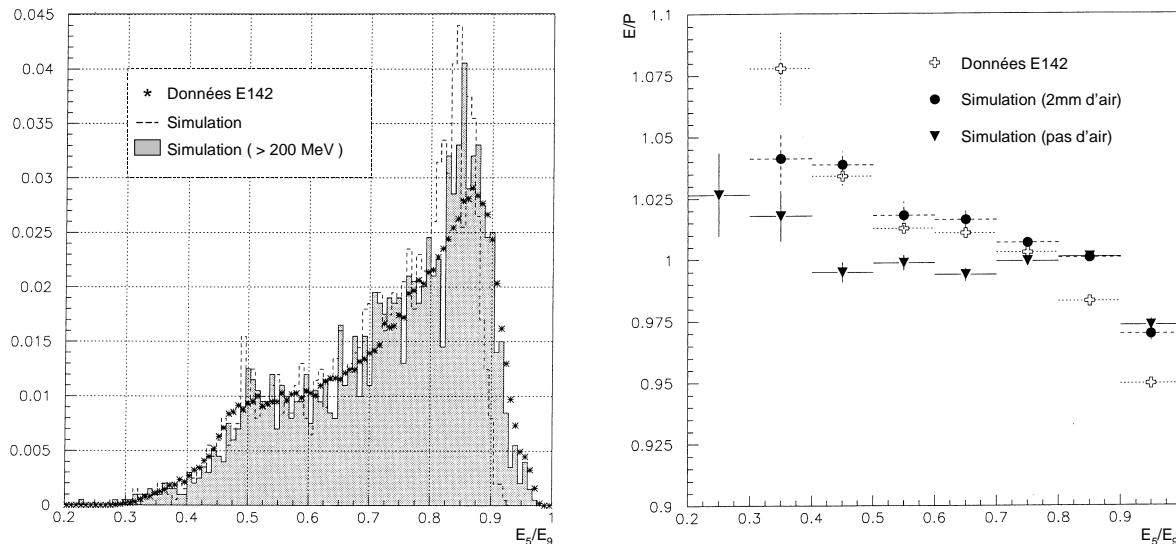 0.045
0.04
0.035
0.03
0.025
0.02
0.015
0.01
0.005
0
Données E142
Simulation
Simulation ( > 200 MeV )
0.2 0.3 0.4 0.5 0.6 0.7 0.8 0.9 1
E5/E9
E/P
1.1
1.075
1.05
1.025
1
0.975
0.95
0.925
0.9
Données E142
Simulation (2mm d'air)
Simulation (pas d'air)
0.2 0.3 0.4 0.5 0.6 0.7 0.8 0.9
E5/E9